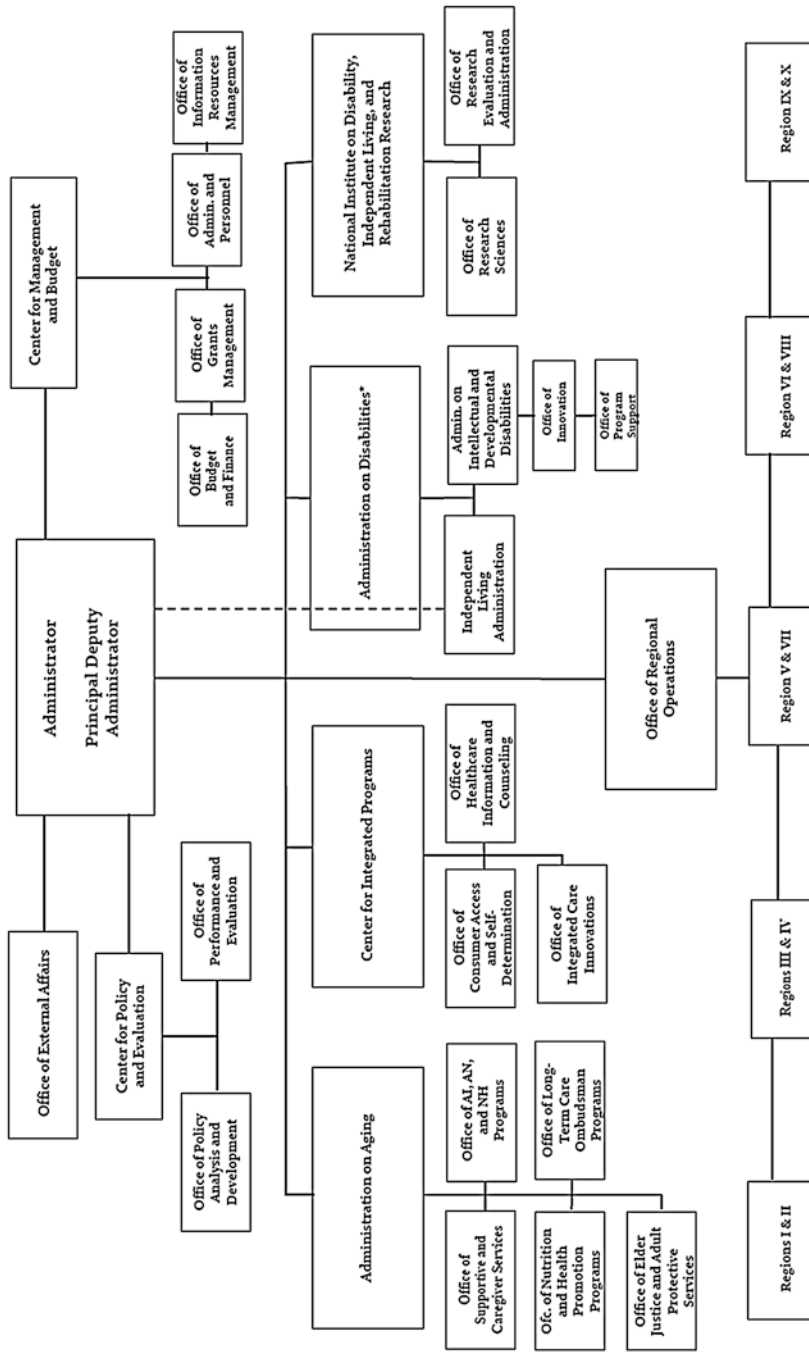 Administrator
Principal Deputy
Administrator
Office of External Affairs
Center for Policy
and Evaluation
Office of Policy
Analysis and
Development
Office of
Performance and
Evaluation
Center for Management
and Budget
Office of
Budget
and Finance
Office of
Grants
Management
Office of
Admin. and
Personnel
Office of
Information
Resources
Management
Administration on Aging
Office of
Supportive and
Caregiver Services
Office of AI, AN,
and NH
Programs
Ofc. of Nutrition
and Health
Promotion
Programs
Office of Long-
Term Care
Ombudsman
Programs
Office of Elder
Justice and Adult
Protective
Services
Center for Integrated Programs
Office of
Consumer Access
and Self-
Determination
Office of
Healthcare
Information and
Counseling
Office of
Integrated Care
Innovations
Administration on Disabilities*
Independent
Living
Administration
Admin. on
Intellectual and
Developmental
Disabilities
Office of
Innovation
Office of
Program
Support
National Institute on Disability,
Independent Living, and
Rehabilitation Research
Office of
Research
Sciences
Office of
Research
Evaluation and
Administration
Office of Regional
Operations
Regions I & II
Regions III & IV
Region V & VII
Region VI & VIII
Region IX & X